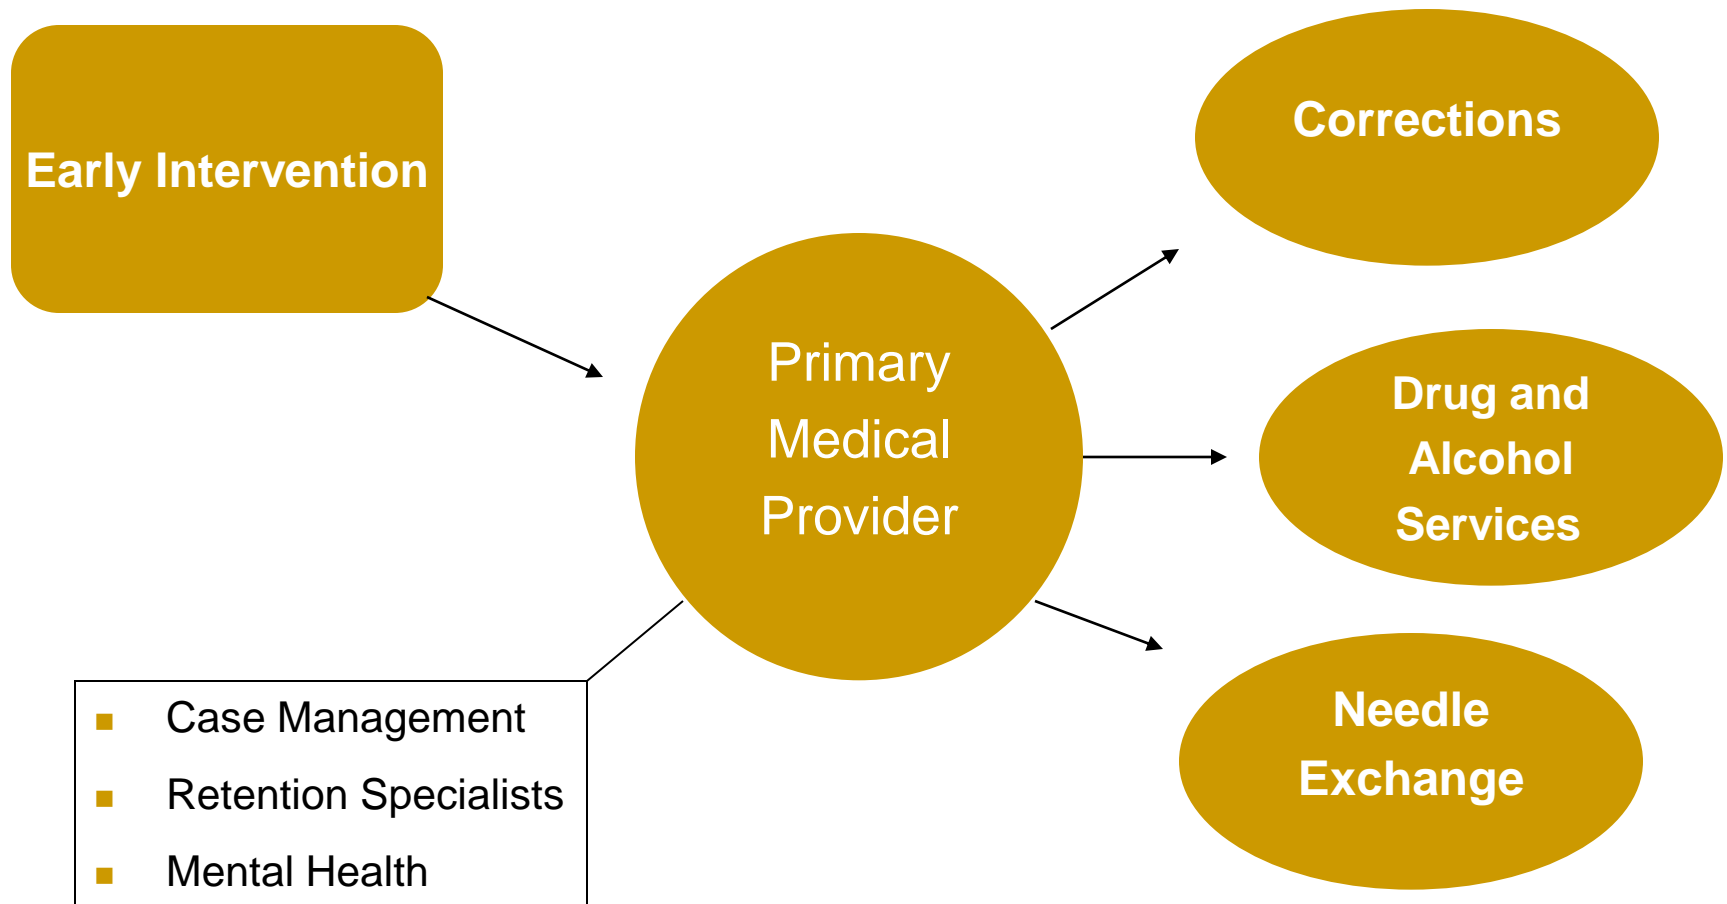 Early Intervention
Primary
Medical
Provider
Corrections
Drug and
Alcohol
Services
Needle
Exchange
■ Case Management
■ Retention Specialists
■ Mental Health